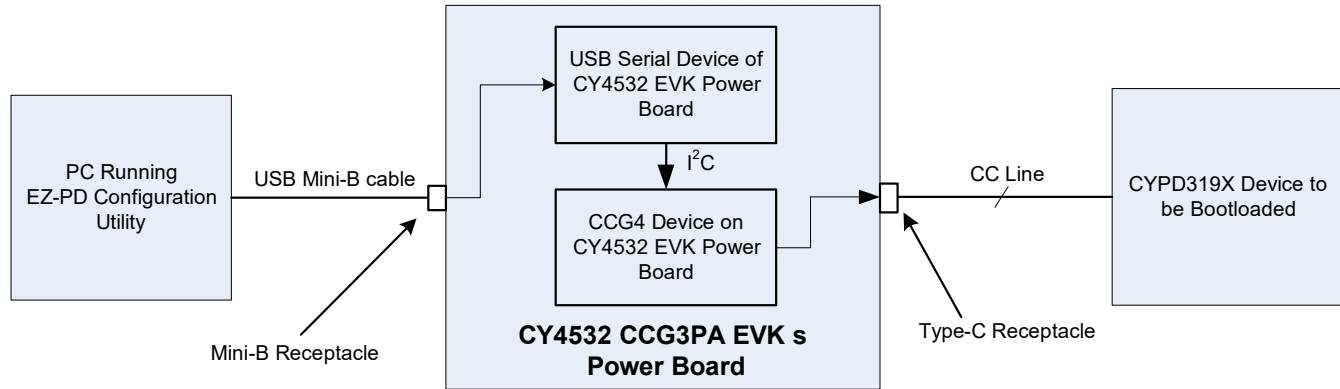 PC Running
EZ-PD Configuration
Utility
USB Mini-B cable
Mini-B Receptacle
USB Serial Device of
CY4532 EVK Power
Board
I²C
CCG4 Device on
CY4532 EVK Power
Board
CY4532 CCG3PA EVK s
Power Board
CC Line
Type-C Receptacle
CYPD319X Device to
be Bootloaded